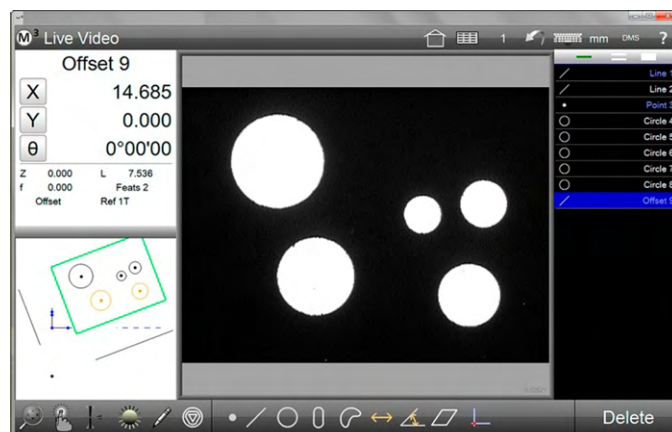 M3 Live Video
1 mm DMS ?
Offset 9
X 14.685
Y 0.000
θ 0°00'00
Z 0.000 L 7.536
f 0.000 Feats 2
Offset Ref 1T
Line 1
Line 2
Point 3
Circle 4
Circle 5
Circle 6
Circle 7
Circle 8
Offset 9
Delete